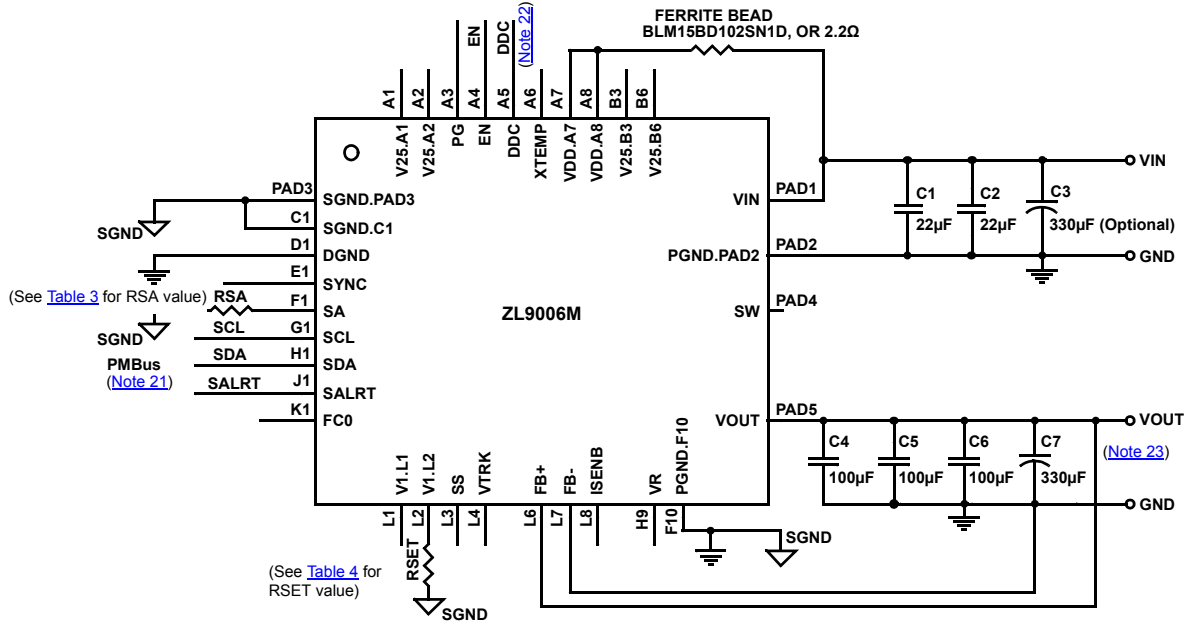 FERRITE BEAD
BLM15BD102SN1D, OR 2.2Ω
EN
DDC
(Note 22)
A1
A2
A3
A4
A5
A6
A7
A8
B3
B6
V25.A1
V25.A2
PG
EN
DDC
XTEMP
VDD.A7
VDD.A8
V25.B3
V25.B6
PAD3
SGND.PAD3
SGND
C1
SGND.C1
D1
DGND
E1
SYNC
(See Table 3 for RSA value)
RSA
F1
SA
SGND
SCL
G1
SCL
PMBus
(Note 21)
SDA
H1
SDA
SALRT
J1
SALRT
K1
FC0
ZL9006M
VIN
PAD1
PGND.PAD2
PAD2
SW
PAD4
VOUT
PAD5
VIN
C1
22µF
C2
22µF
C3
330µF (Optional)
GND
VOUT
(Note 23)
C4
100µF
C5
100µF
C6
100µF
C7
330µF
GND
V1.L1
V1.L2
SS
VTRK
FB+
FB-
ISENB
VR
PGND.F10
L1
L2
L3
L4
L6
L7
L8
H9
F10
SGND
RSET
(See Table 4 for
RSET value)
SGND